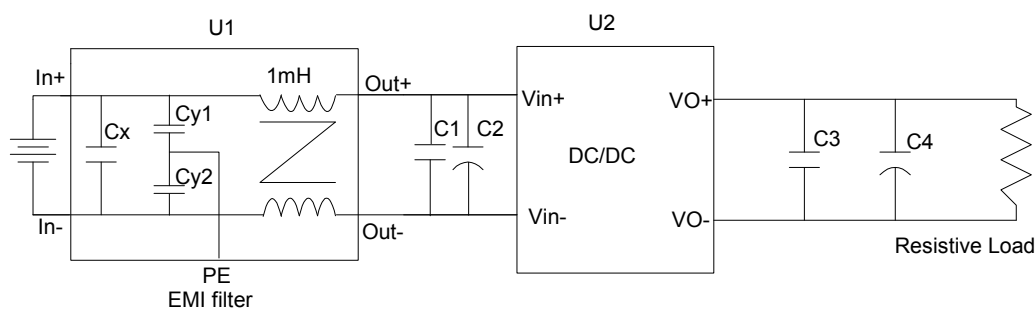 U1
U2
In+
1mH
Out+
Cx
Cy1
Cy2
C1
C2
Vin+
DC/DC
VO+
C3
C4
In-
Out-
Vin-
VO-
Resistive Load
PE
EMI filter